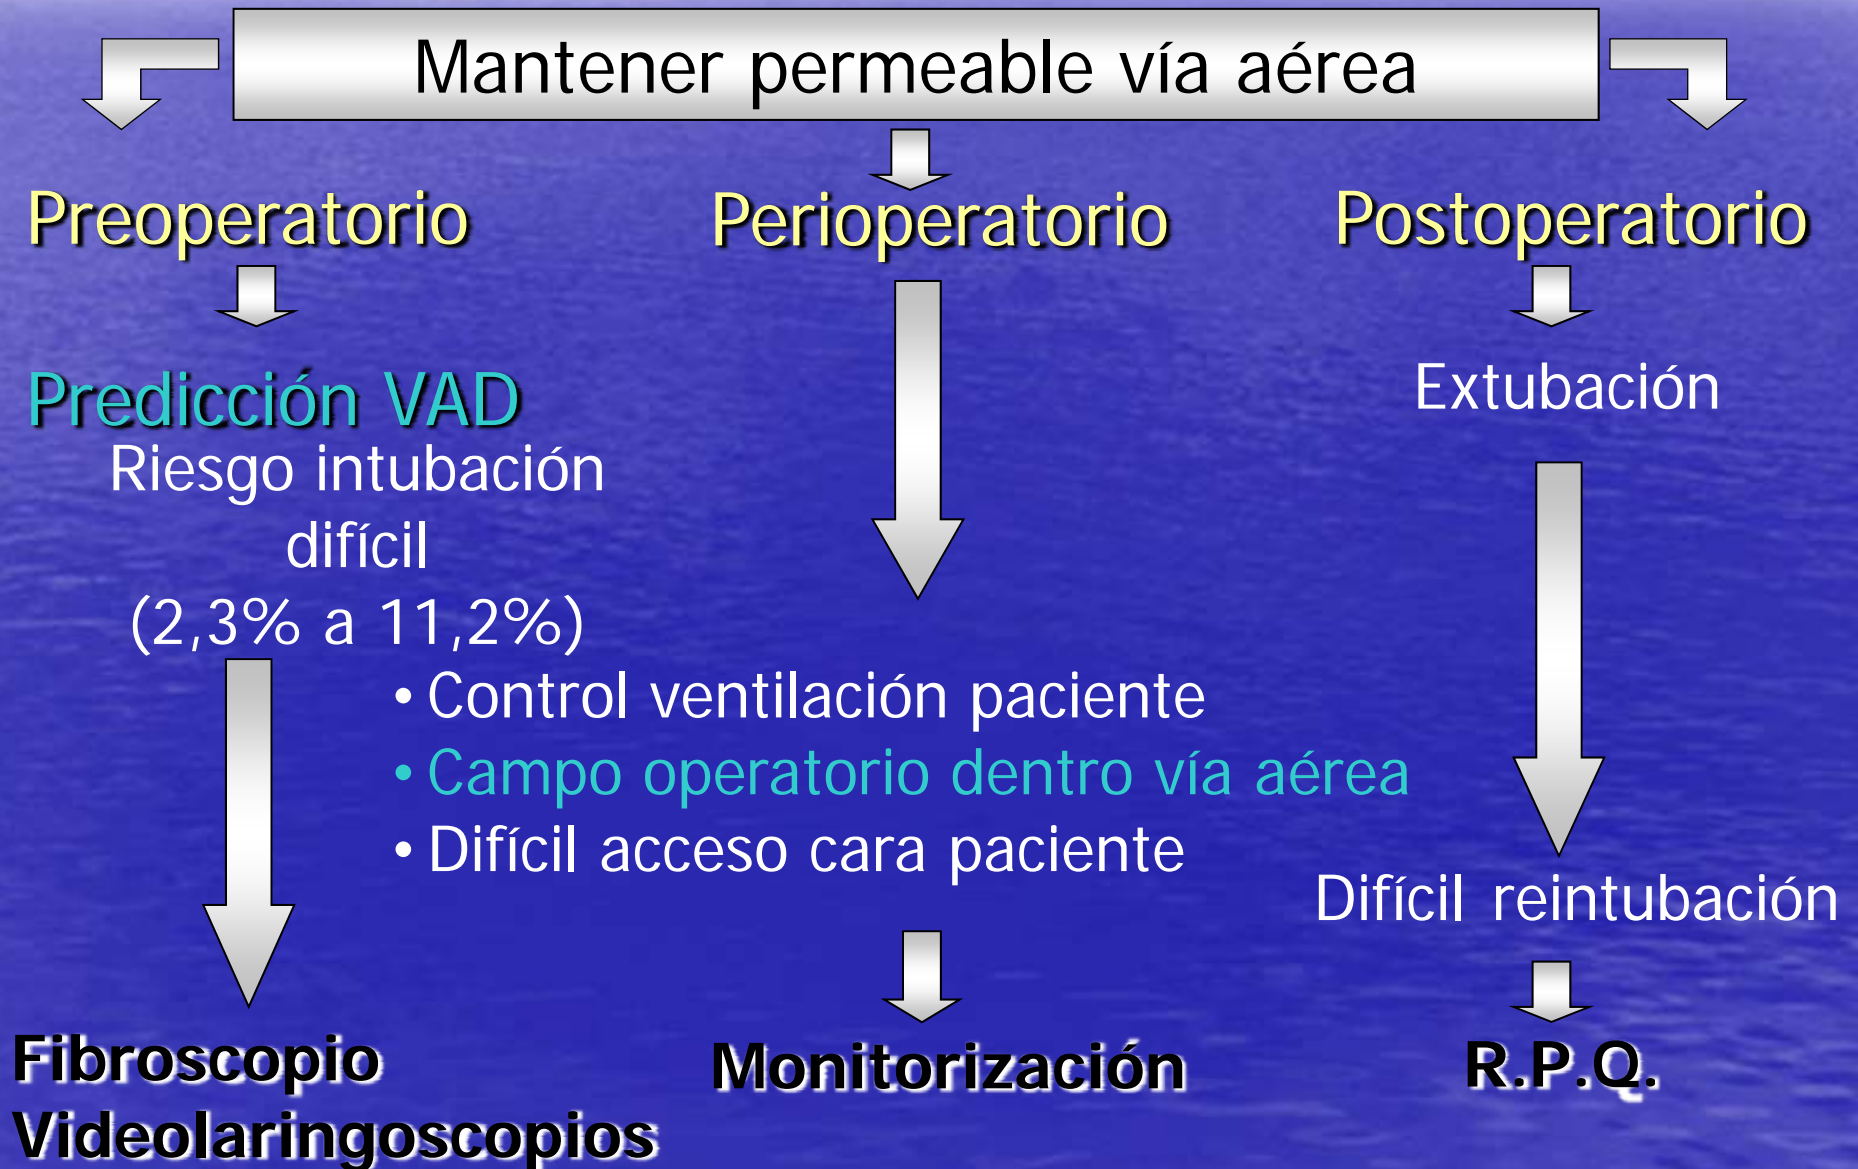 Mantener permeable vía aérea
Preoperatorio
Perioperatorio
Postoperatorio
Predicción VAD
Riesgo intubación
difícil
(2,3% a 11,2%)
Extubación
• Control ventilación paciente
• Campo operatorio dentro vía aérea
• Difícil acceso cara paciente
Difícil reintubación
Fibroscopio
Videolaringoscopios
Monitorización
R.P.Q.